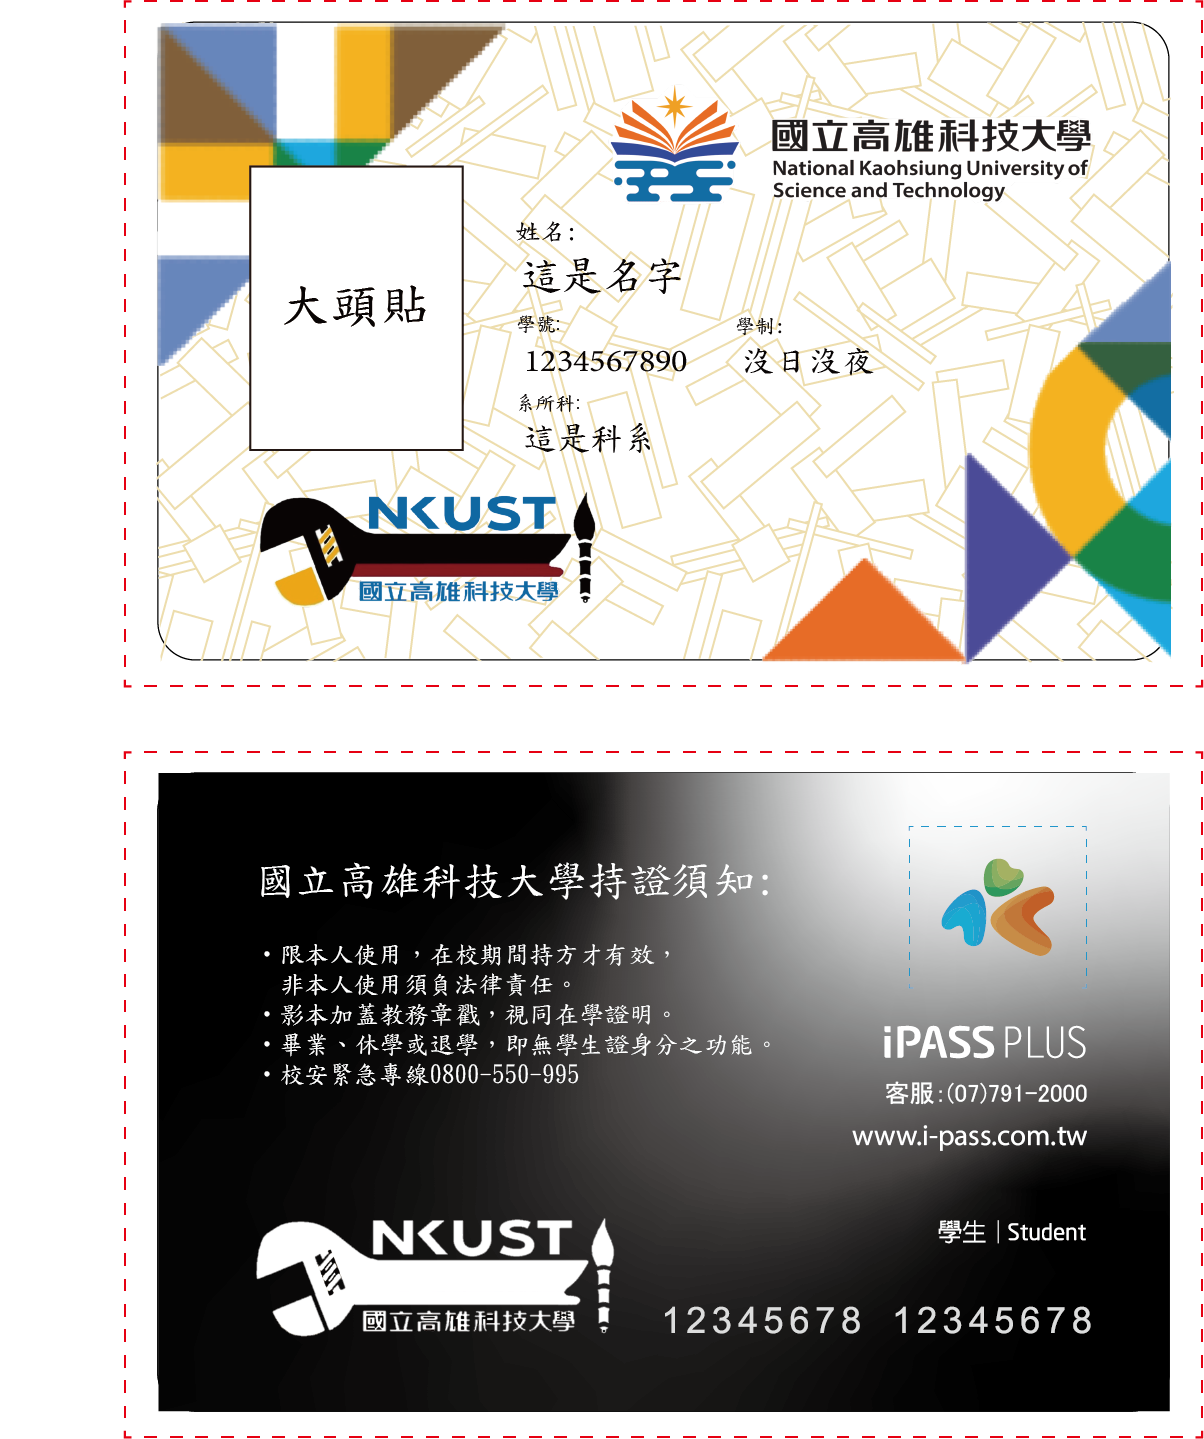 國立高雄科技大學
National Kaohsiung University of
Science and Technology
姓名:
這是名字
大頭貼
學號:
學制:
1234567890
沒日沒夜
系所科:
這是科系
NKUST
國立高雄科技大學
國立高雄科技大學持證須知:
•限本人使用，在校期間持方才有效，
非本人使用須負法律責任。
•影本加蓋教務章戳，視同在學證明。
•畢業、休學或退學，即無學生證身分之功能。
•校安緊急專線0800-550-995
iPASS PLUS
客服:(07)791-2000
www.i-pass.com.tw
學生|Student
NKUST
國立高雄科技大學
12345678 12345678